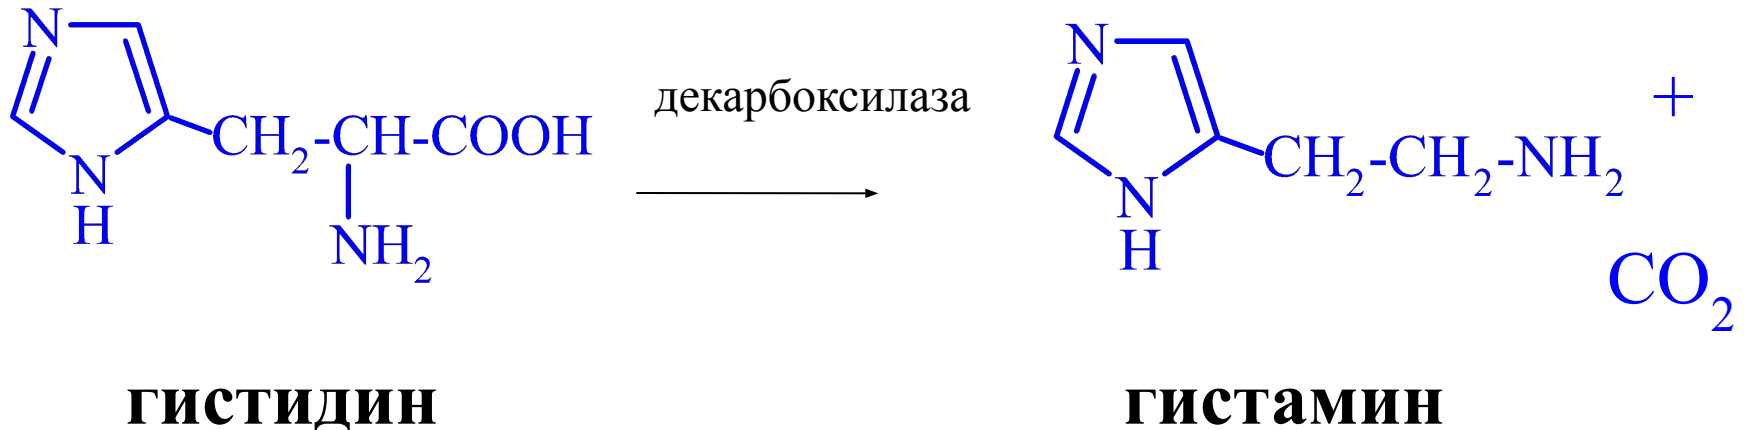 N N
декарбоксилаза +
CH₂-CH-COOH CH₂-CH₂-NH₂
N N
H H
NH₂ CO₂
гистидин гистамин